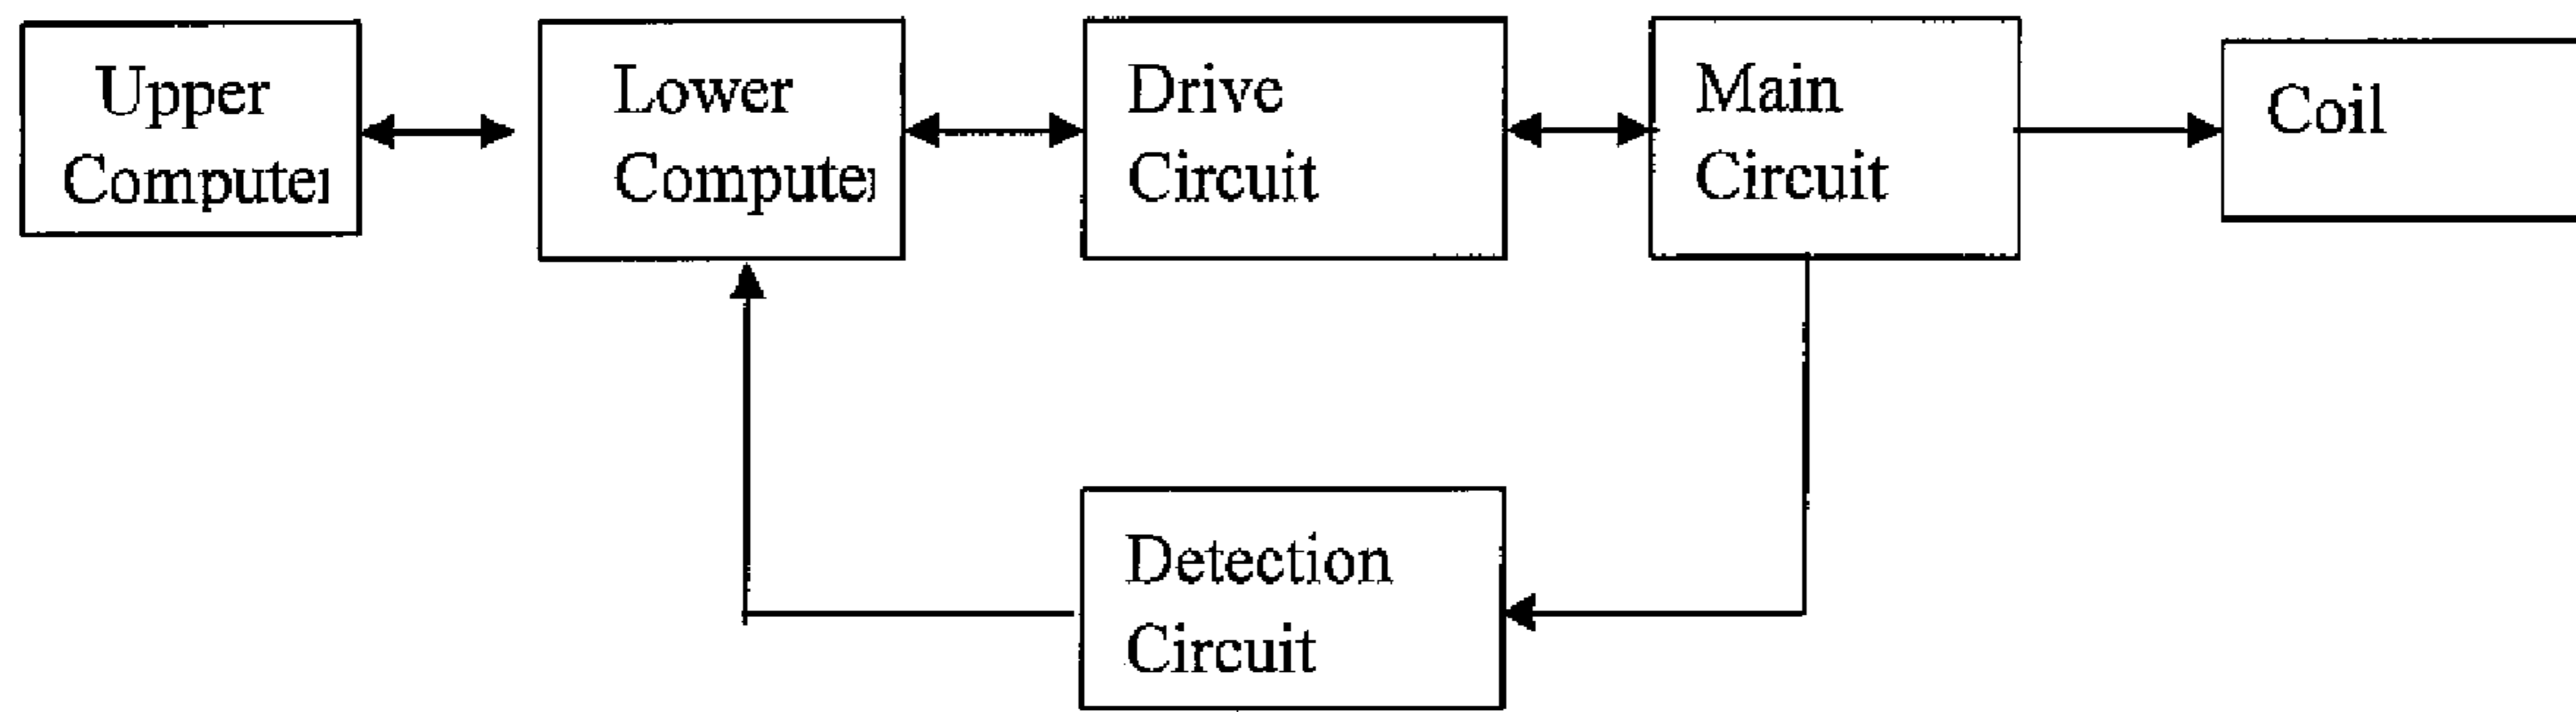 Upper
Computer
Lower
Computer
Drive
Circuit
Main
Circuit
Coil
Detection
Circuit